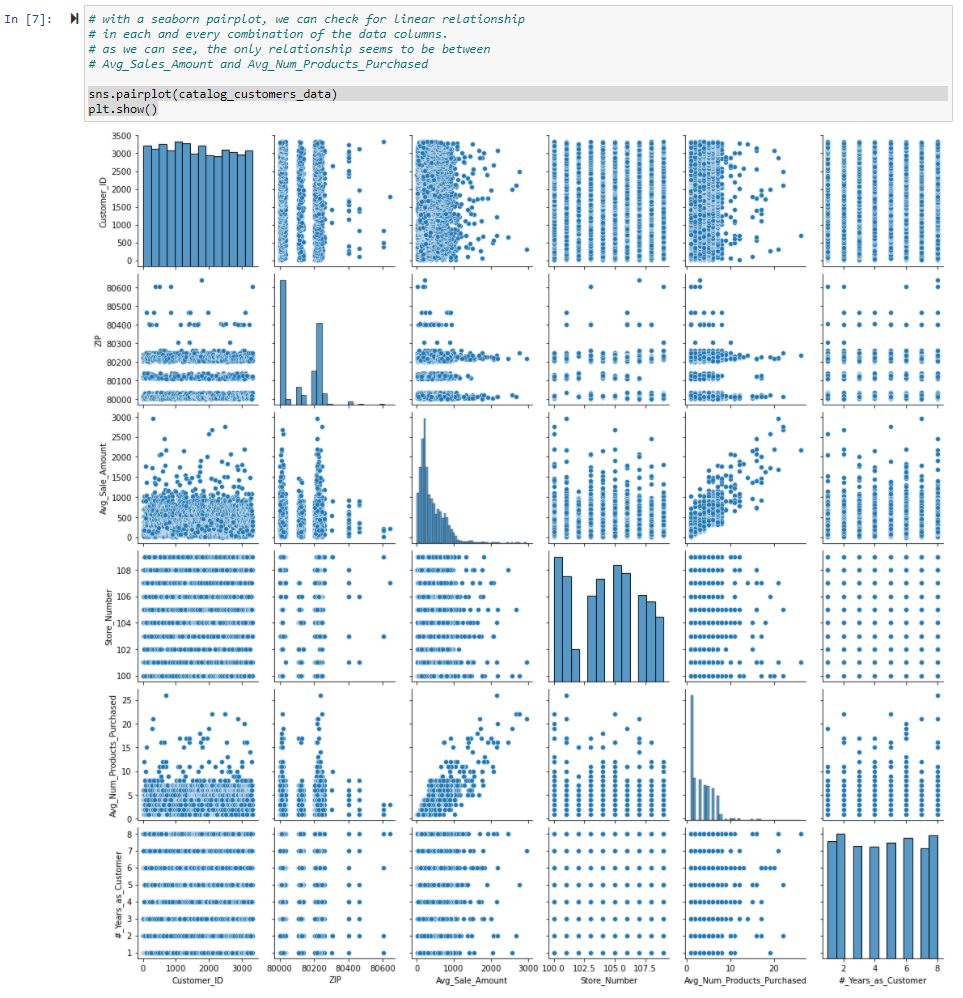 In [7]:
# with a seaborn pairplot, we can check for linear relationship
# in each and every combination of the data columns.
# as we can see, the only relationship seems to be between
# Avg_Sales_Amount and Avg_Num_Products_Purchased
sns.pairplot(catalog_customers_data)
plt.show()
3500
3000
2500
2000
1500
1000
500
0
Customer_ID
80600
80500
80400
80300
80200
80100
80000
ZIP
3000
2500
2000
1500
1000
500
0
Avg_Sale_Amount
108
106
104
102
100
Store_Number
25
20
15
10
5
0
Avg_Num_Products_Purchased
8
7
6
5
4
3
2
1
#_Years_as_Customer
0 1000 2000 3000
80000 80200 80400 80600
0 1000 2000 3000
100.0 102.5 105.0 107.5
0 10 20
2 4 6 8
Customer_ID
ZIP
Avg_Sale_Amount
Store_Number
Avg_Num_Products_Purchased
#_Years_as_Customer